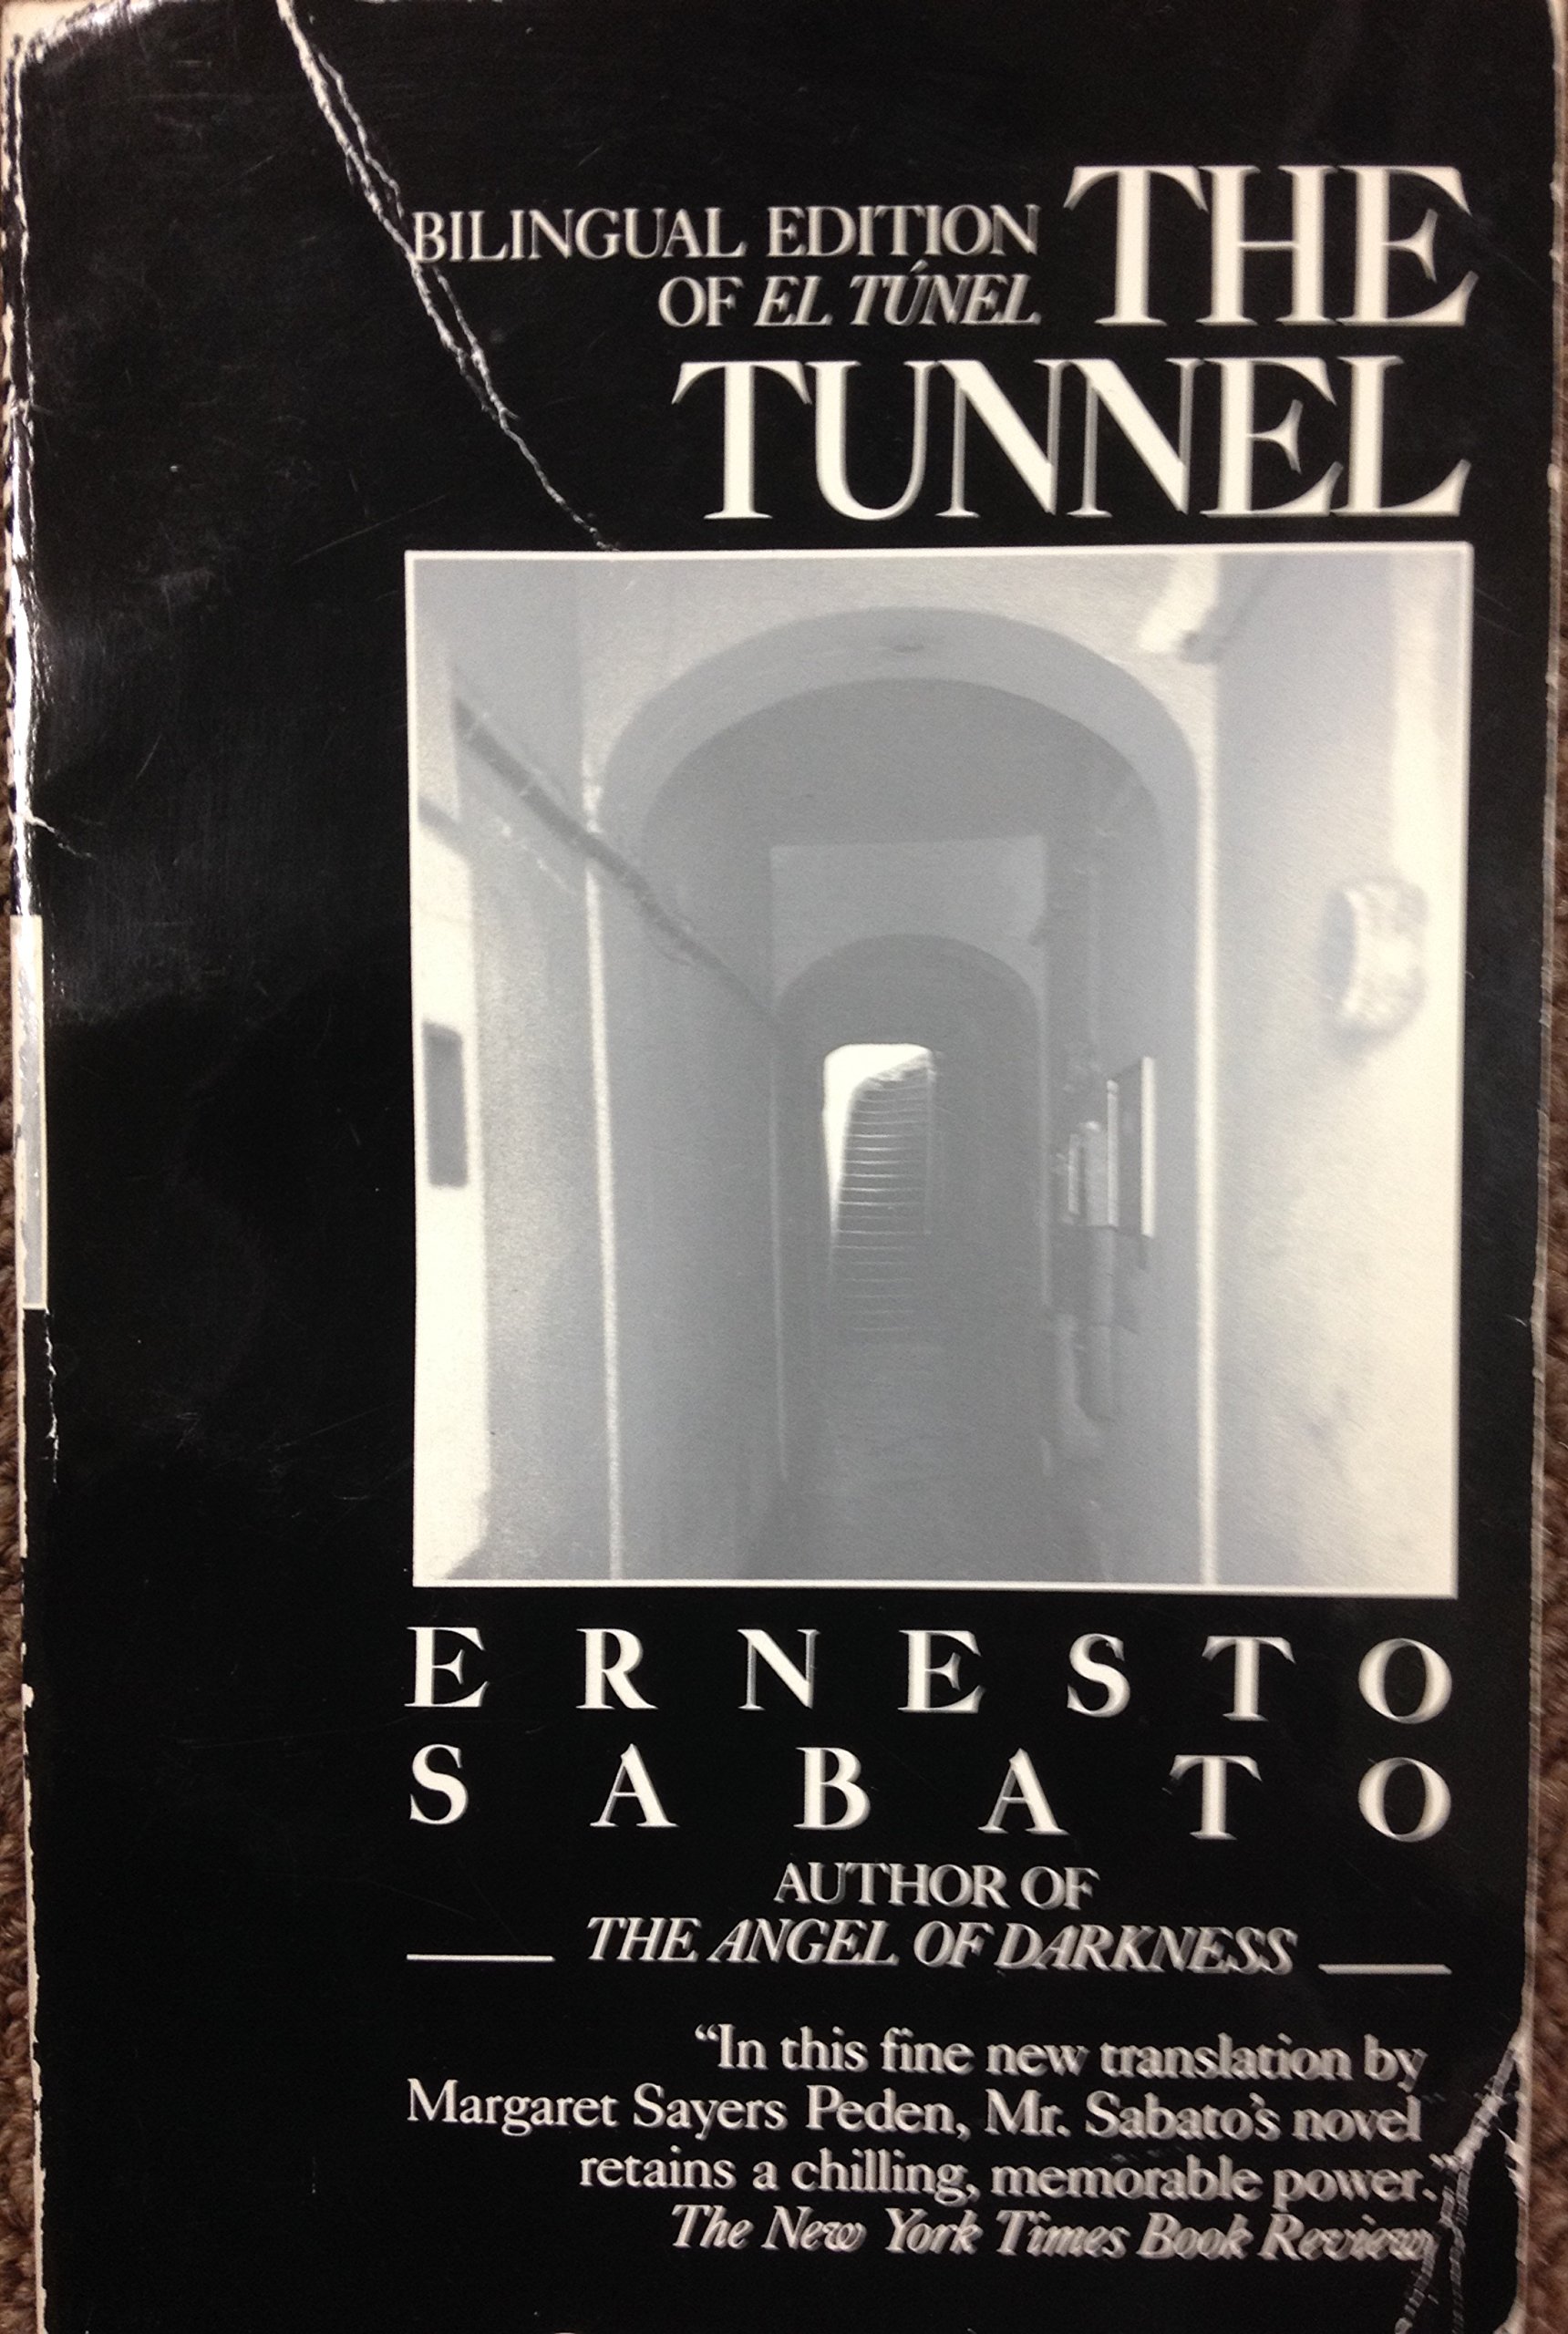 BILINGUAL EDITION
OF EL TÚNEL
THE
TUNNEL
ERNESTO
SABATO
AUTHOR OF
THE ANGEL OF DARKNESS
“In this fine new translation by
Margaret Sayers Peden, Mr. Sabato's novel
retains a chilling, memorable power.”
The New York Times Book Review